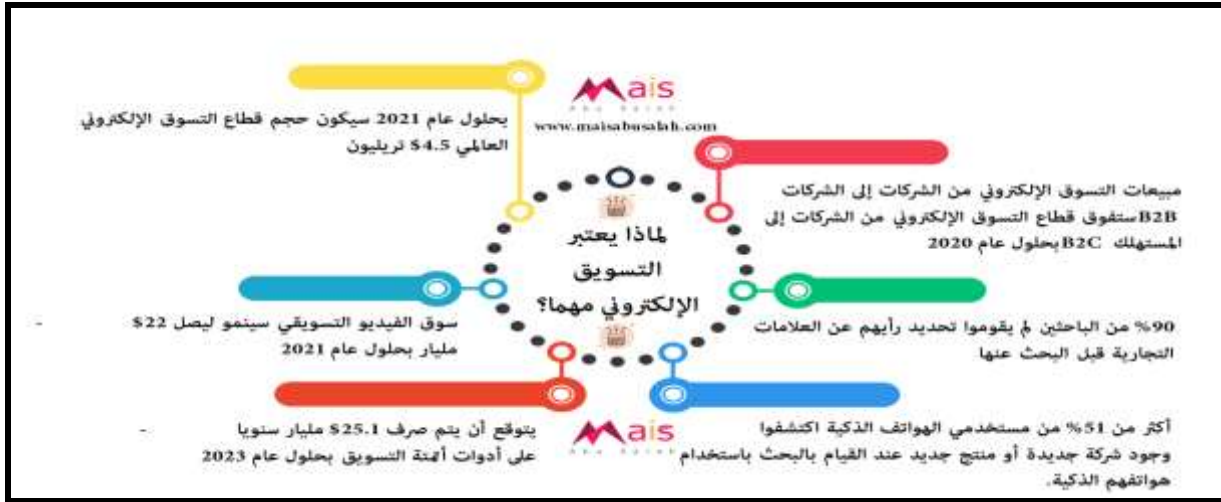 Mais
www.maisabusalah.com
لماذا يعتبر
التسويق
الإلكتروني مهما؟
مبيعات التسوق الإلكتروني من الشركات إلى الشركات
B2B ستفوق قطاع التسوق الإلكتروني من الشركات إلى
المستهلك B2C بحلول عام 2020
%90 من الباحثين لم يقوموا تحديد رأيهم عن العلامات
التجارية قبل البحث عنها
أكثر من 51% من مستخدمي الهواتف الذكية اكتشفوا
وجود شركة جديدة أو منتج جديد عند القيام بالبحث باستخدام
هواتفهم الذكية.
بحلول عام 2021 سيكون حجم قطاع التسوق الإلكتروني
العالمي 4.5$ تريليون
سوق الفيديو التسويقي سينمو ليصل 22$
مليار بحلول عام 2021
يتوقع أن يتم صرف 25.1$ مليار سنويا
على أدوات أتمتة التسويق بحلول عام 2023
Mais